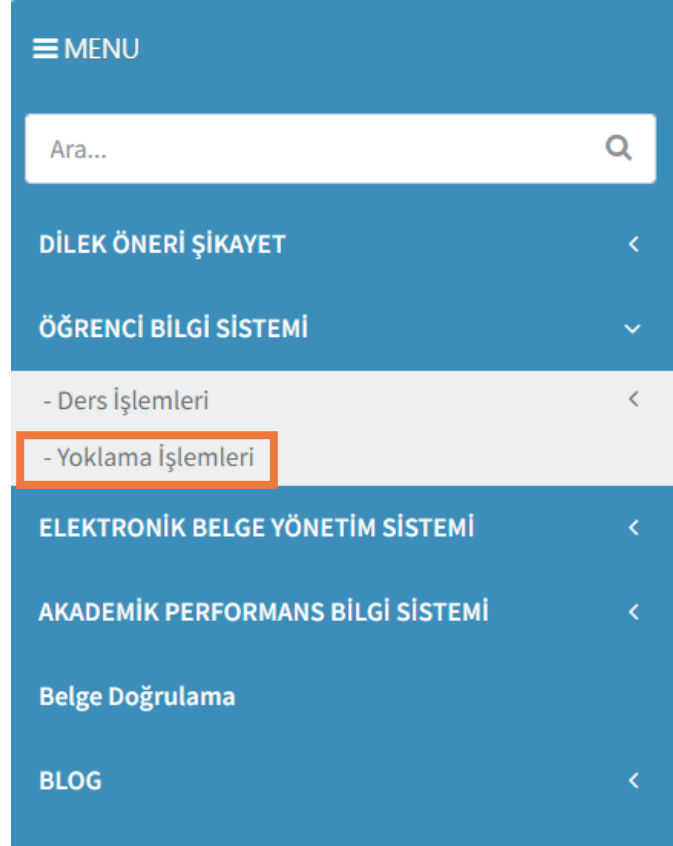 MENU
Ara...
DİLEK ÖNERİ ŞİKAYET
ÖĞRENCİ BİLGİ SİSTEMİ
- Ders İşlemleri
- Yoklama İşlemleri
ELEKTRONİK BELGE YÖNETİM SİSTEMİ
AKADEMİK PERFORMANS BİLGİ SİSTEMİ
Belge Doğrulama
BLOG